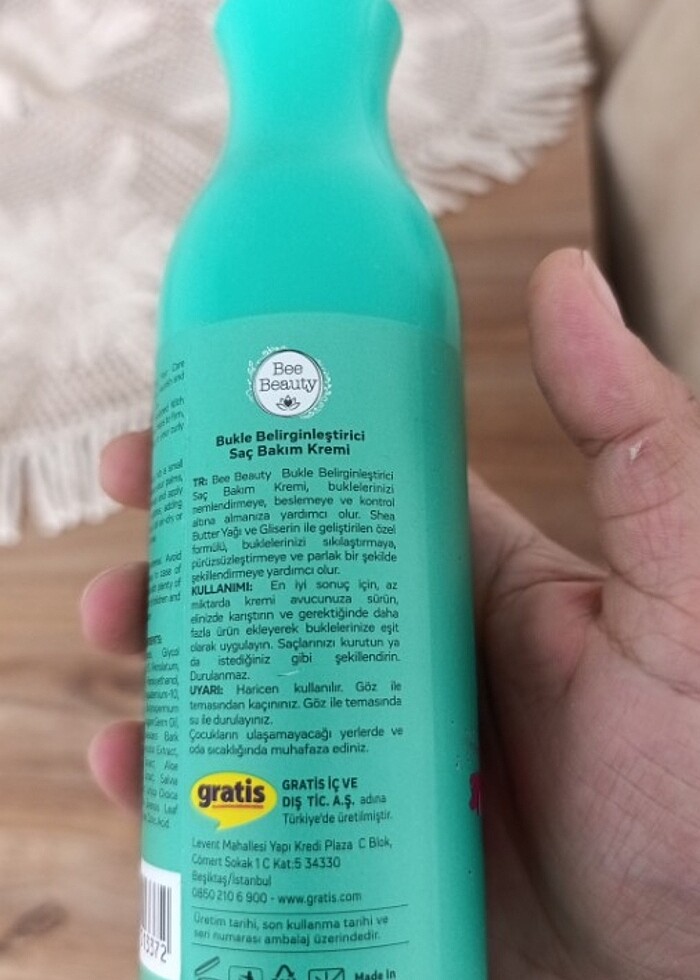 Bee
Beauty
Bukle Belirginleştirici
Saç Bakım Kremi
TR: Bee Beauty Bukle Belirginleştirici
Saç Bakım Kremi, buklelerinizi
nemlendirmeye, beslemeye ve kontrol
altına almanıza yardımcı olur. Shea
Butter Yağı ve Gliserin ile geliştirilen özel
formülü, buklelerinizi sıkılaştırmaya,
pürüzsüzleştirmeye ve parlak bir şekilde
şekillendirmeye yardımcı olur.
KULLANIMI: En iyi sonuç için, az
miktarda kremi avucunuza sürün,
elinizde karıştırın ve gerektiğinde daha
fazla ürün ekleyerek buklelerinize eşit
olarak uygulayın. Saçlarınızı kurutun ya
da istediğiniz gibi şekillendirin.
Durulanmaz.
UYARI: Haricen kullanılır. Göz ile
temasından kaçınınız. Göz ile temasında
su ile durulayınız.
Çocukların ulaşamayacağı yerlerde ve
oda sıcaklığında muhafaza ediniz.
gratis
GRATİS İÇ VE
DIŞ TİC. A.Ş. adına
Türkiye'de üretilmiştir.
Levent Mahallesi Yapı Kredi Plaza C Blok,
Cömert Sokak 1 C Kat:5 34330
Beşiktaş/İstanbul
0850 210 6 900 - www.gratis.com
Üretim tarihi, son kullanma tarihi ve
seri numarası ambalaj üzerindedir.
Made in